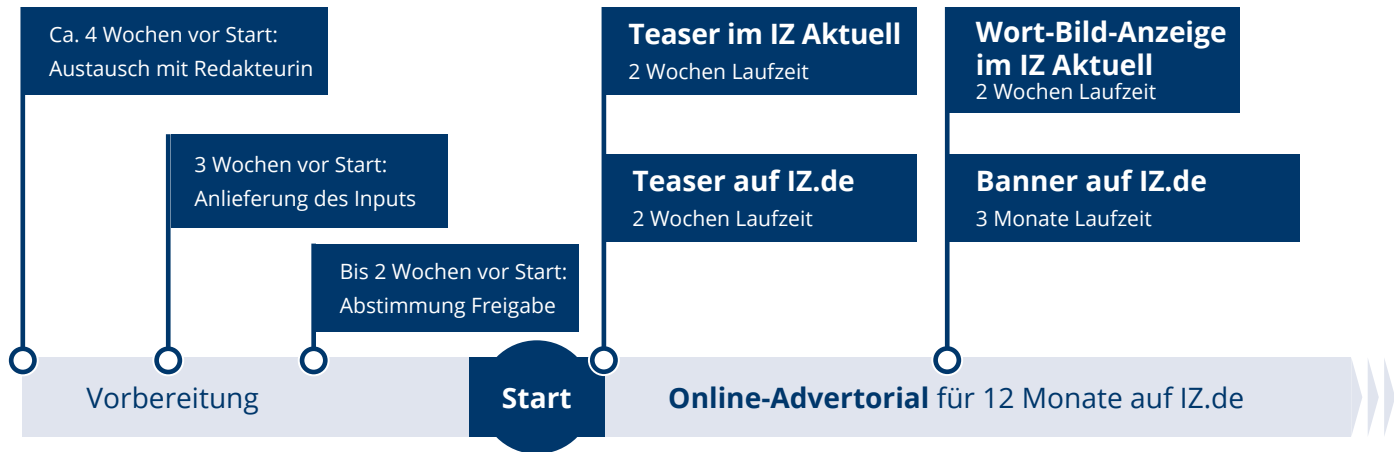 Ca. 4 Wochen vor Start:
Austausch mit Redakteurin
3 Wochen vor Start:
Anlieferung des Inputs
Bis 2 Wochen vor Start:
Abstimmung Freigabe
Teaser im IZ Aktuell
2 Wochen Laufzeit
Teaser auf IZ.de
2 Wochen Laufzeit
Wort-Bild-Anzeige
im IZ Aktuell
2 Wochen Laufzeit
Banner auf IZ.de
3 Monate Laufzeit
Vorbereitung
Start
Online-Advertorial für 12 Monate auf IZ.de